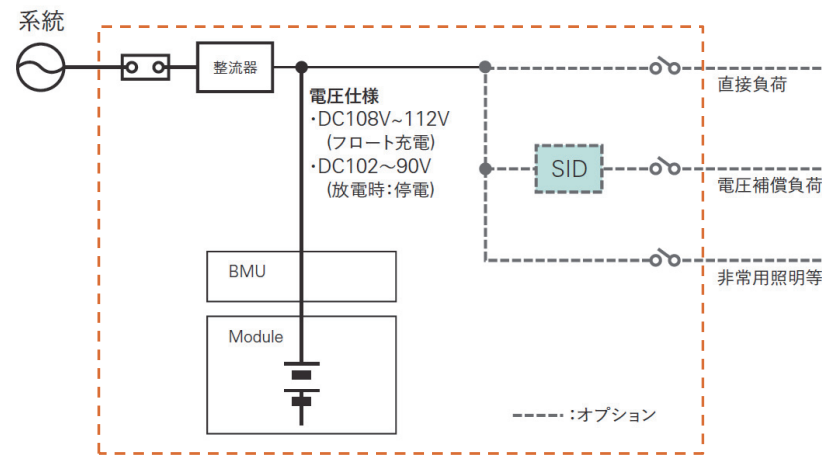 系統
整流器
電圧仕様
・DC108V~112V
(フロート充電)
・DC102～90V
(放電時：停電)
直接負荷
SID
電圧補償負荷
非常用照明等
BMU
Module
：オプション